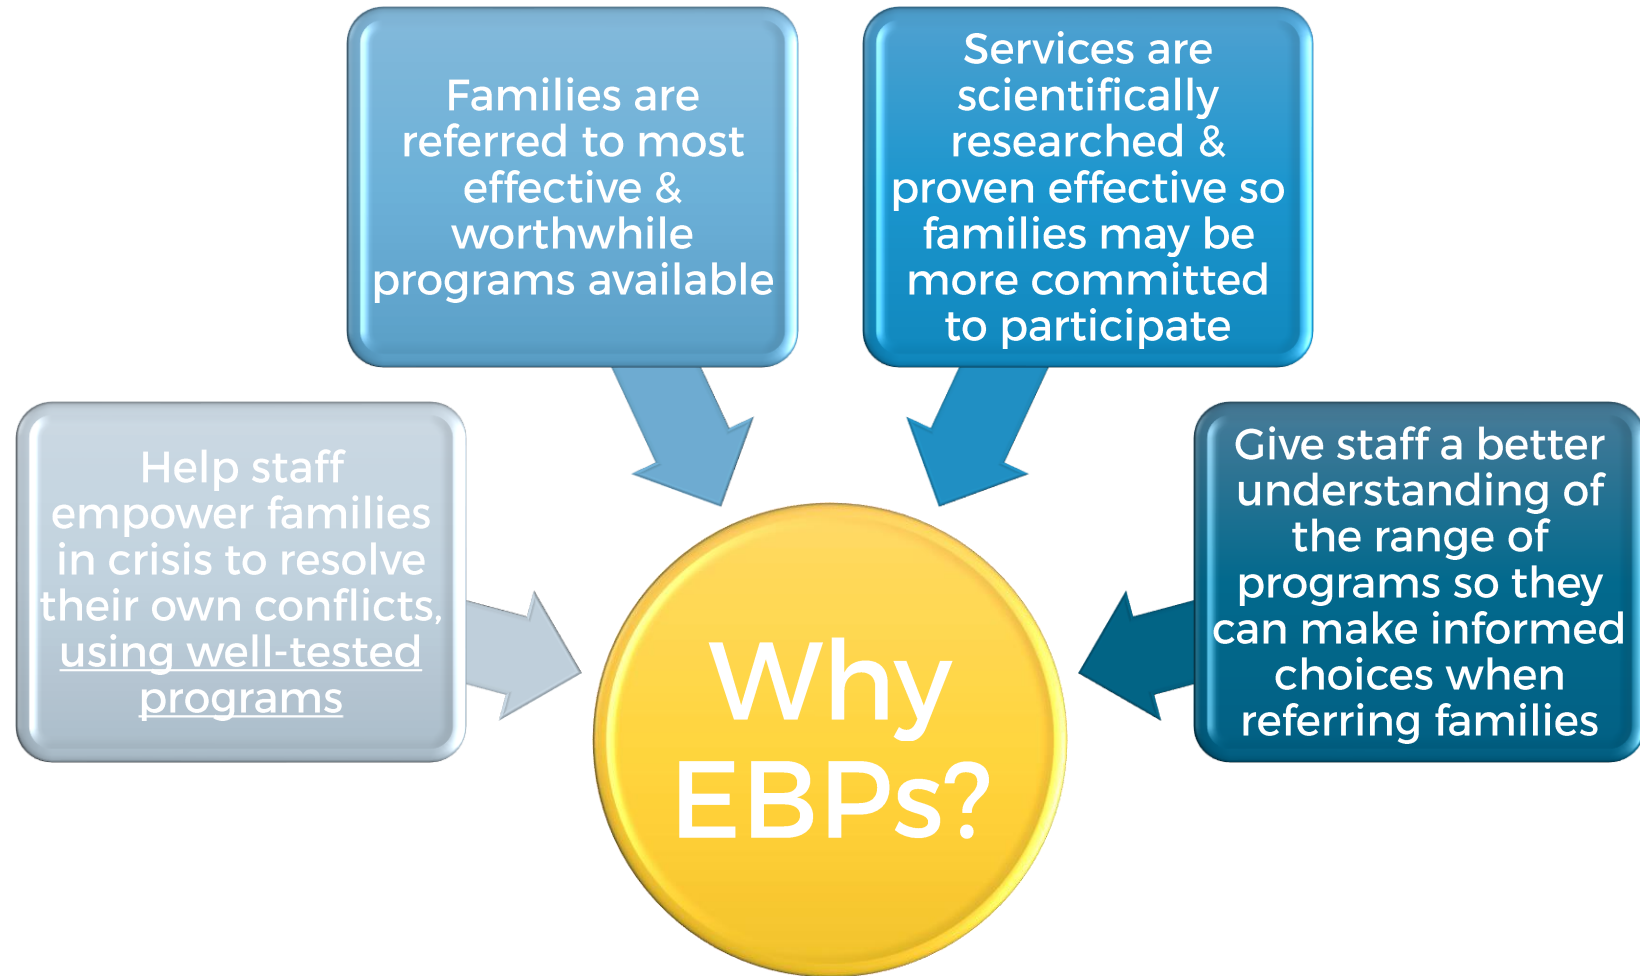 Help staff
empower families
in crisis to resolve
their own conflicts,
using well-tested
programs
Families are
referred to most
effective &
worthwhile
programs available
Services are
scientifically
researched &
proven effective so
families may be
more committed
to participate
Give staff a better
understanding of
the range of
programs so they
can make informed
choices when
referring families
Why
EBPs?